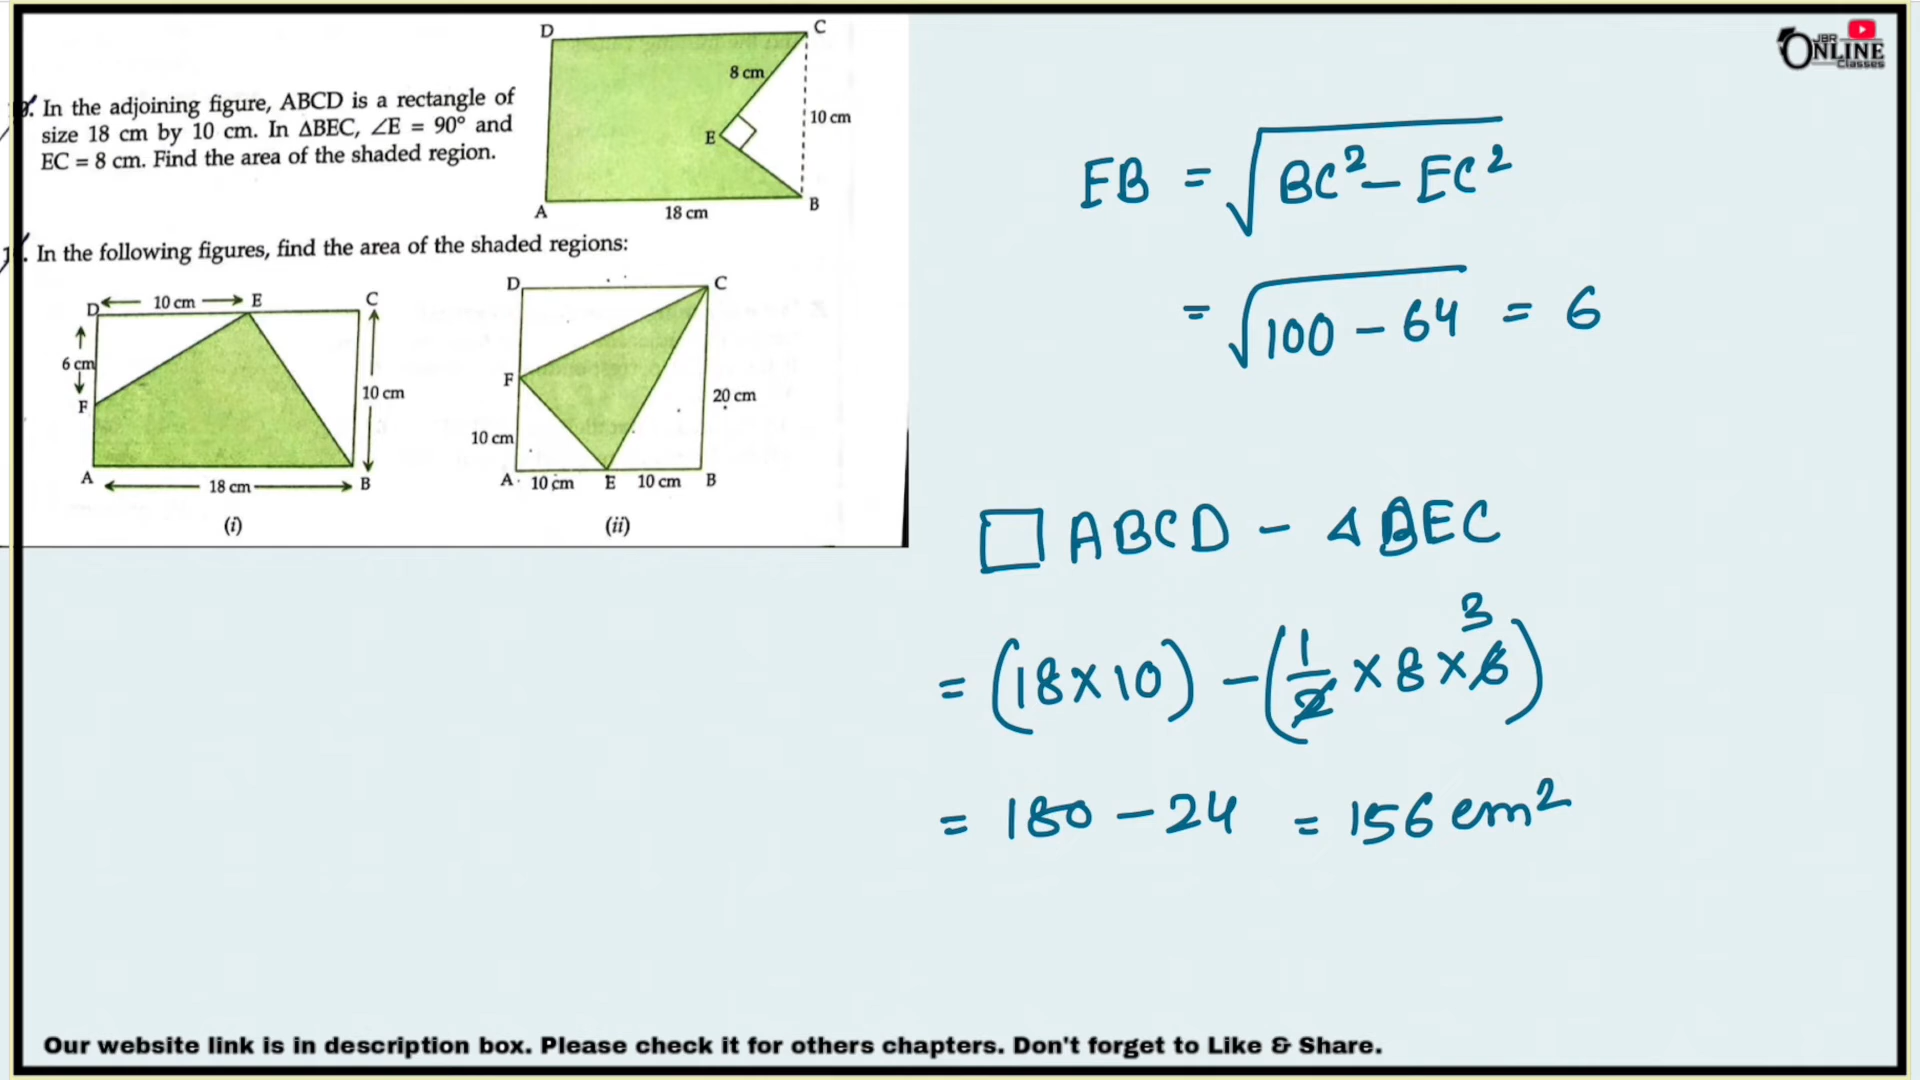 In the adjoining figure, ABCD is a rectangle of
size 18 cm by 10 cm. In ΔBEC, ∠E = 90° and
EC = 8 cm. Find the area of the shaded region.
D
C
8 cm
10 cm
E
A
18 cm
B
In the following figures, find the area of the shaded regions:
D
10 cm
E
C
6 cm
F
10 cm
A
18 cm
B
(i)
D
C
F
20 cm
10 cm
A 10 cm E 10 cm B
(ii)
JBR
ONLINE
Classes
EB = √BC² − EC²
= √100 − 64 = 6
□ ABCD − Δ BEC
= (18 × 10) − (1/2 × 8 × 6) 3
= 180 − 24 = 156 cm²
Our website link is in description box. Please check it for others chapters. Don't forget to Like & Share.